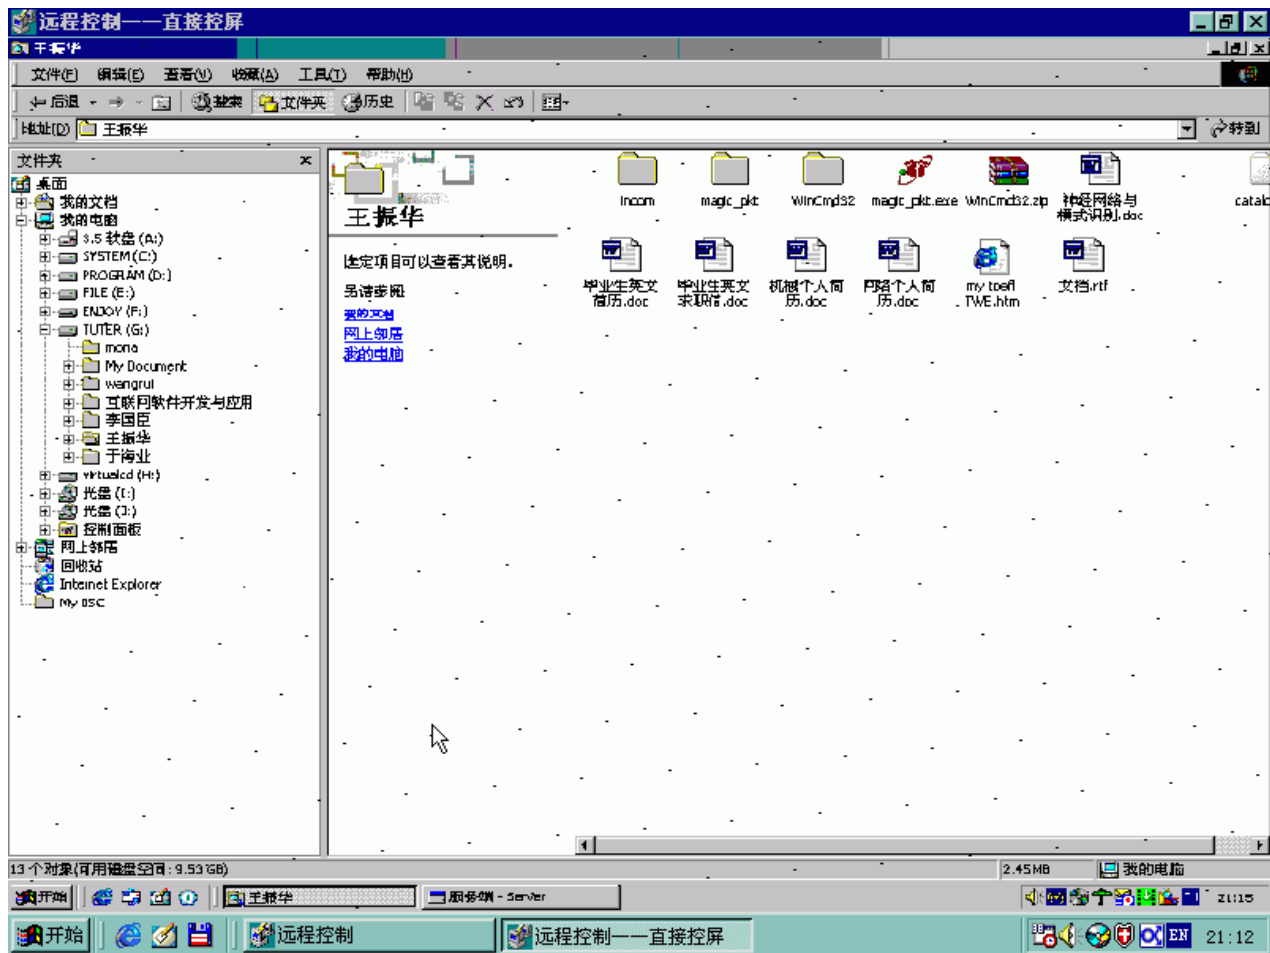 远程控制——直接控屏
王振华
文件(F) 编辑(E) 查看(V) 收藏(A) 工具(T) 帮助(H)
后退 搜索 文件夹 历史
地址(D) 王振华 转到
文件夹
桌面
我的文档
我的电脑
3.5 软盘 (A:)
SYSTEM (C:)
PROGRAM (D:)
FILE (E:)
ENJOY (F:)
TUTER (G:)
mona
My Document
wangrui
互联网软件开发与应用
李国臣
王振华
于海业
virtualcd (H:)
光盘 (I:)
光盘 (J:)
控制面板
网上邻居
回收站
Internet Explorer
My DSC
王振华
选定项目可以查看其说明。
另请参阅
我的文档
网上邻居
我的电脑
incom
magic_pkt
WinCmd32
magic_pkt.exe
WinCmd32.zip
神经网络与
模式识别.doc
catalo
毕业生英文
简历.doc
毕业生英文
求职信.doc
机械个人简
历.doc
网络个人简
历.doc
my toefl
TWE.htm
文档.rtf
13 个对象(可用磁盘空间: 9.53 GB) 2.45 MB 我的电脑
开始 王振华 服务端 - Server 21:15
开始 远程控制 远程控制——直接控屏 EN 21:12